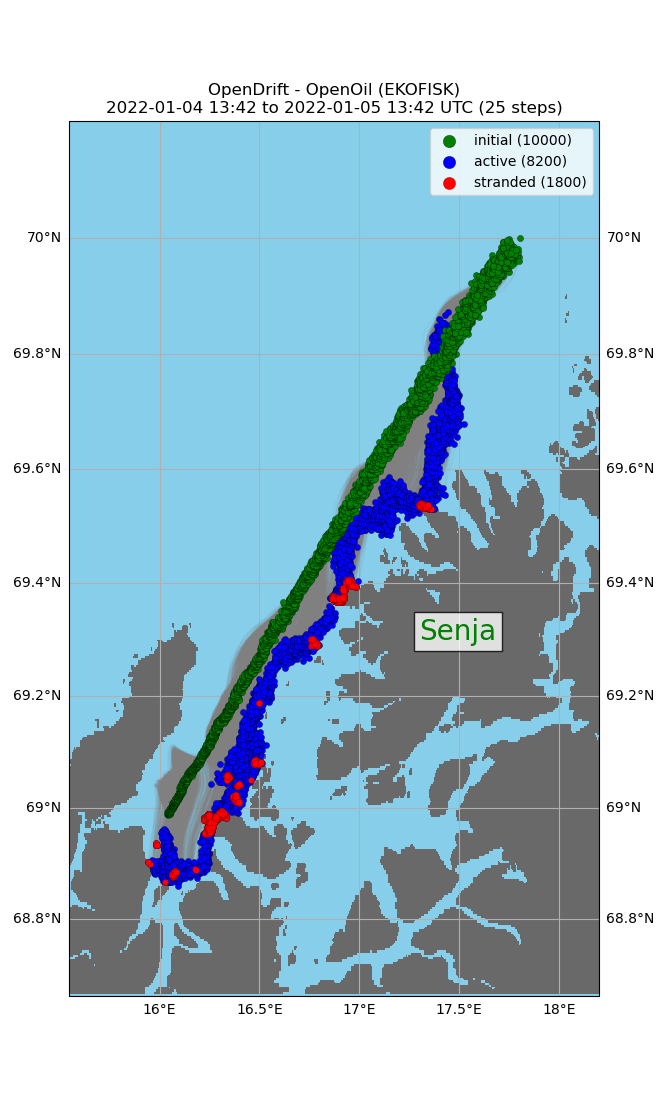 OpenDrift - OpenOil (EKOFISK)
2022-01-04 13:42 to 2022-01-05 13:42 UTC (25 steps)
initial (10000)
active (8200)
stranded (1800)
70°N 70°N
69.8°N 69.8°N
69.6°N 69.6°N
69.4°N 69.4°N
Senja
69.2°N 69.2°N
69°N 69°N
68.8°N 68.8°N
16°E 16.5°E 17°E 17.5°E 18°E